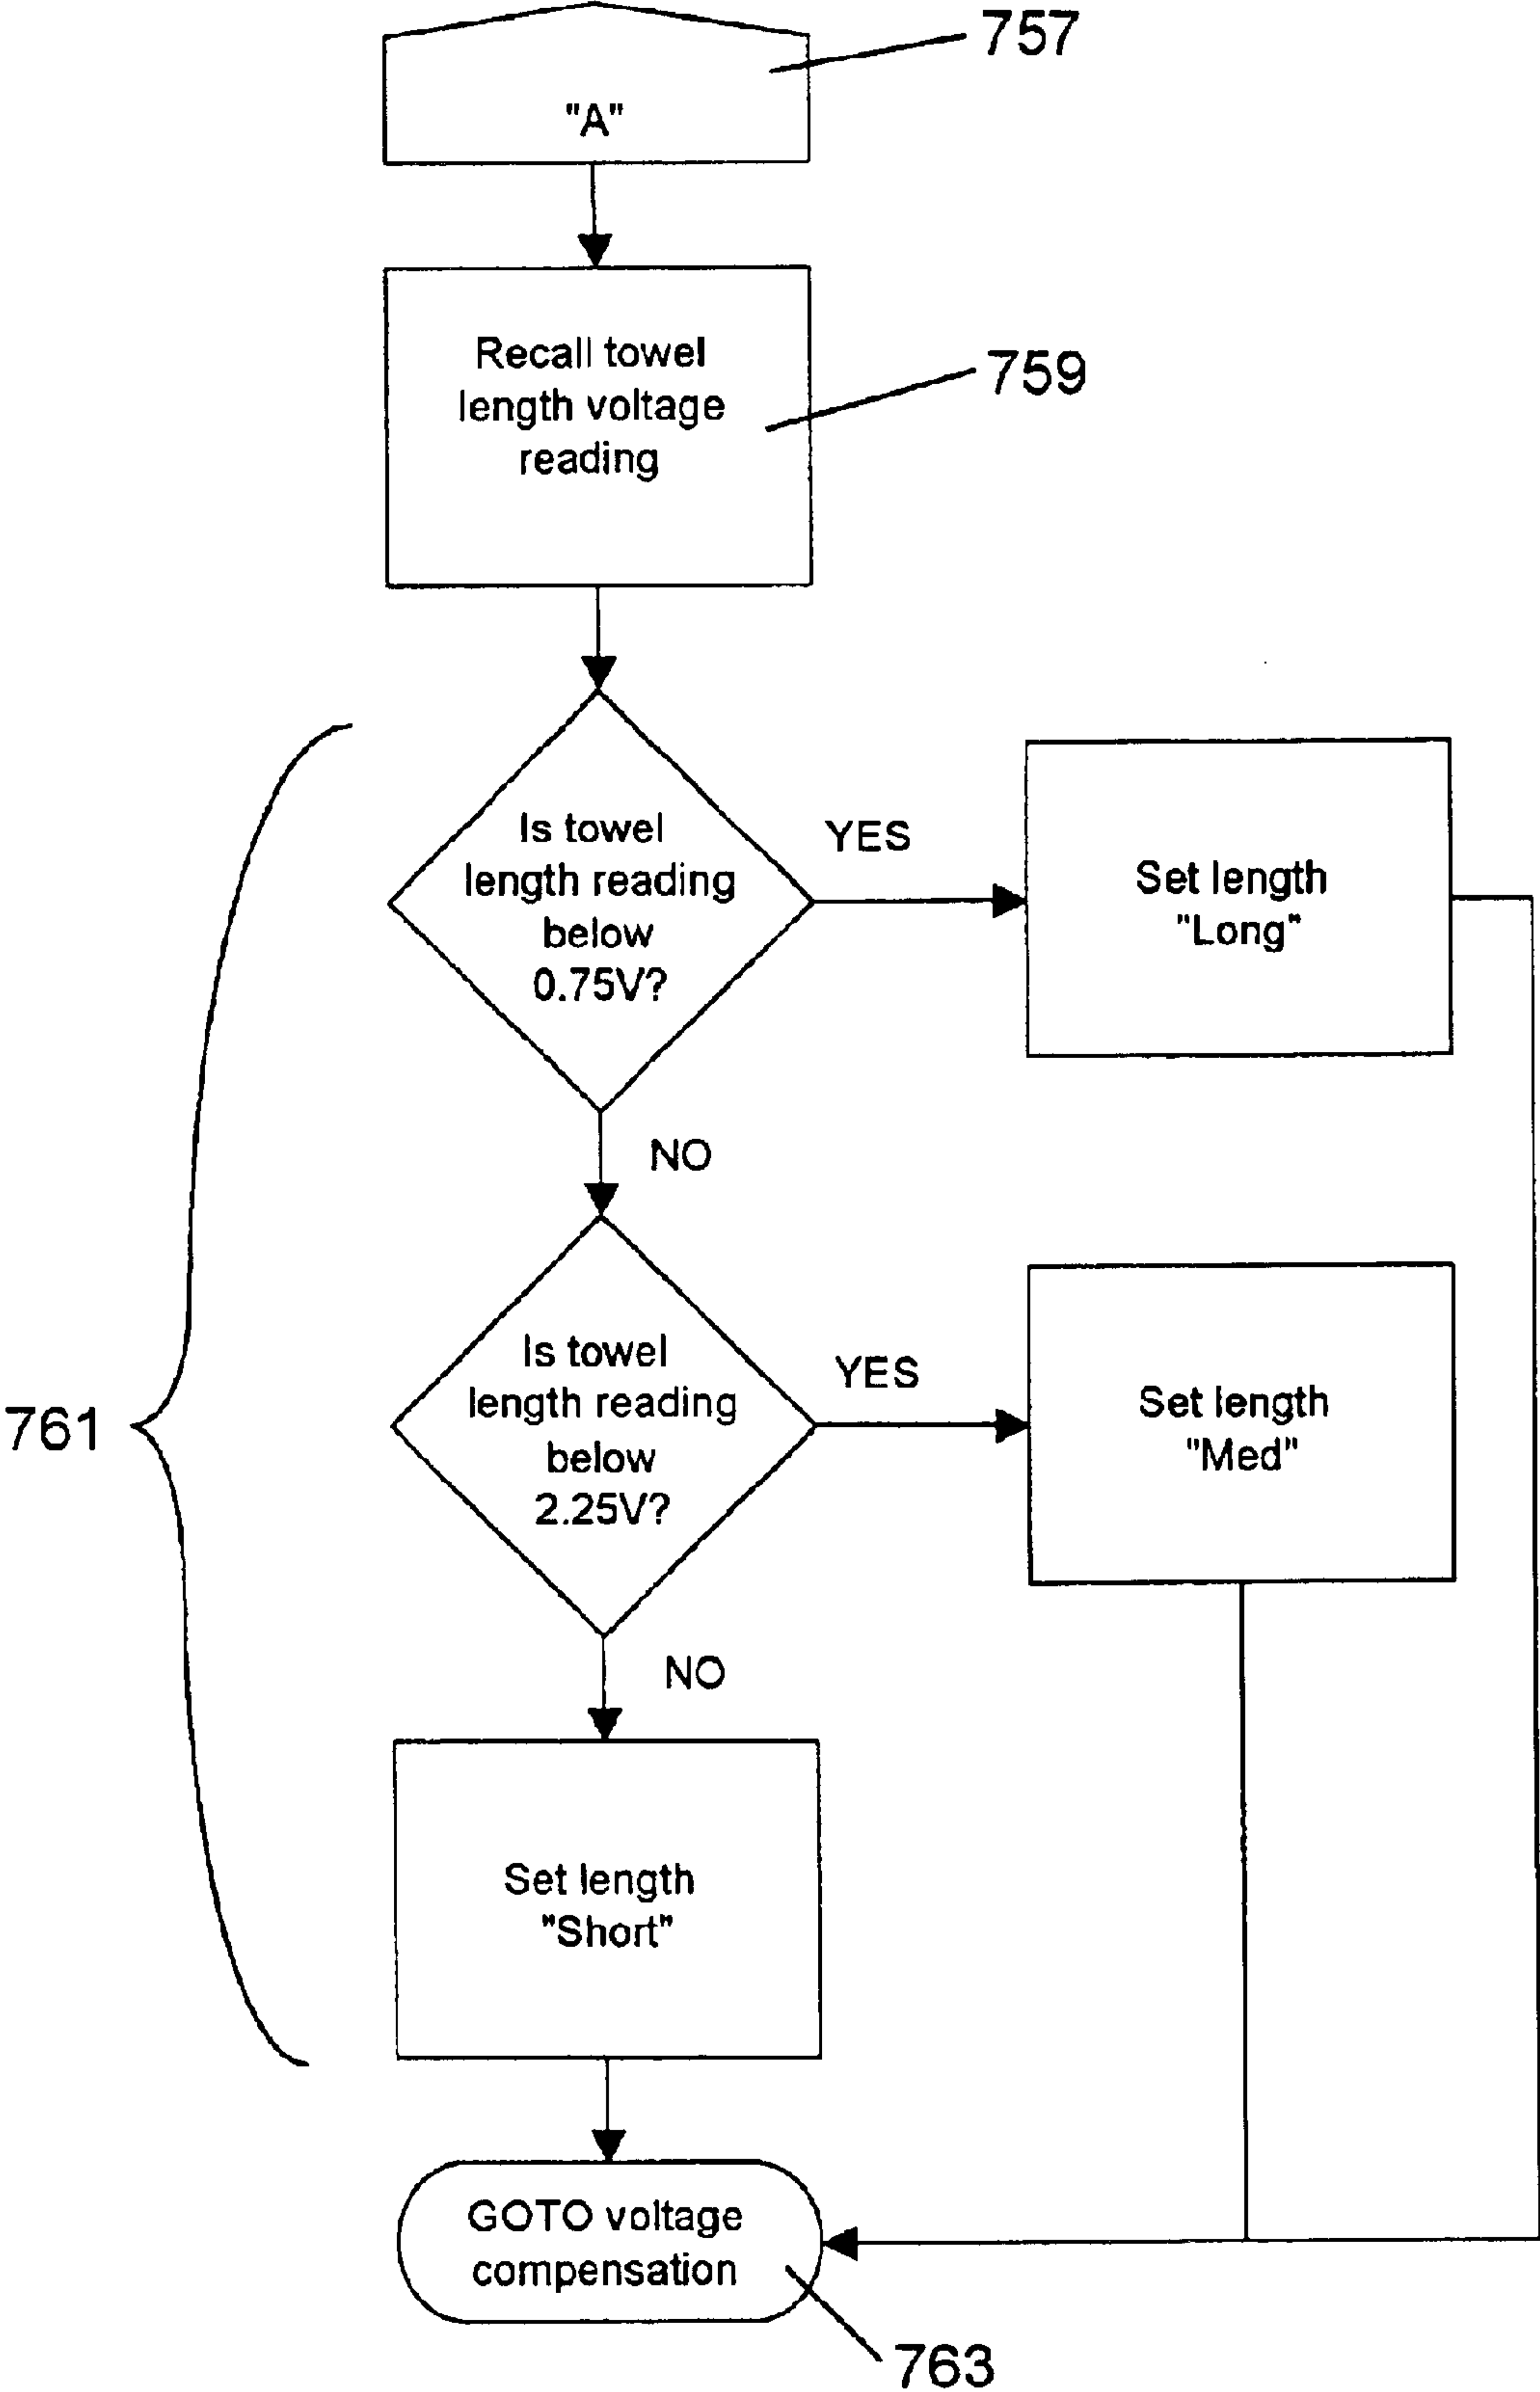 757
"A"
Recall towel
length voltage
reading
759
Is towel
length reading
below
0.75V?
YES
Set length
"Long"
NO
761
Is towel
length reading
below
2.25V?
YES
Set length
"Med"
NO
Set length
"Short"
GOTO voltage
compensation
763